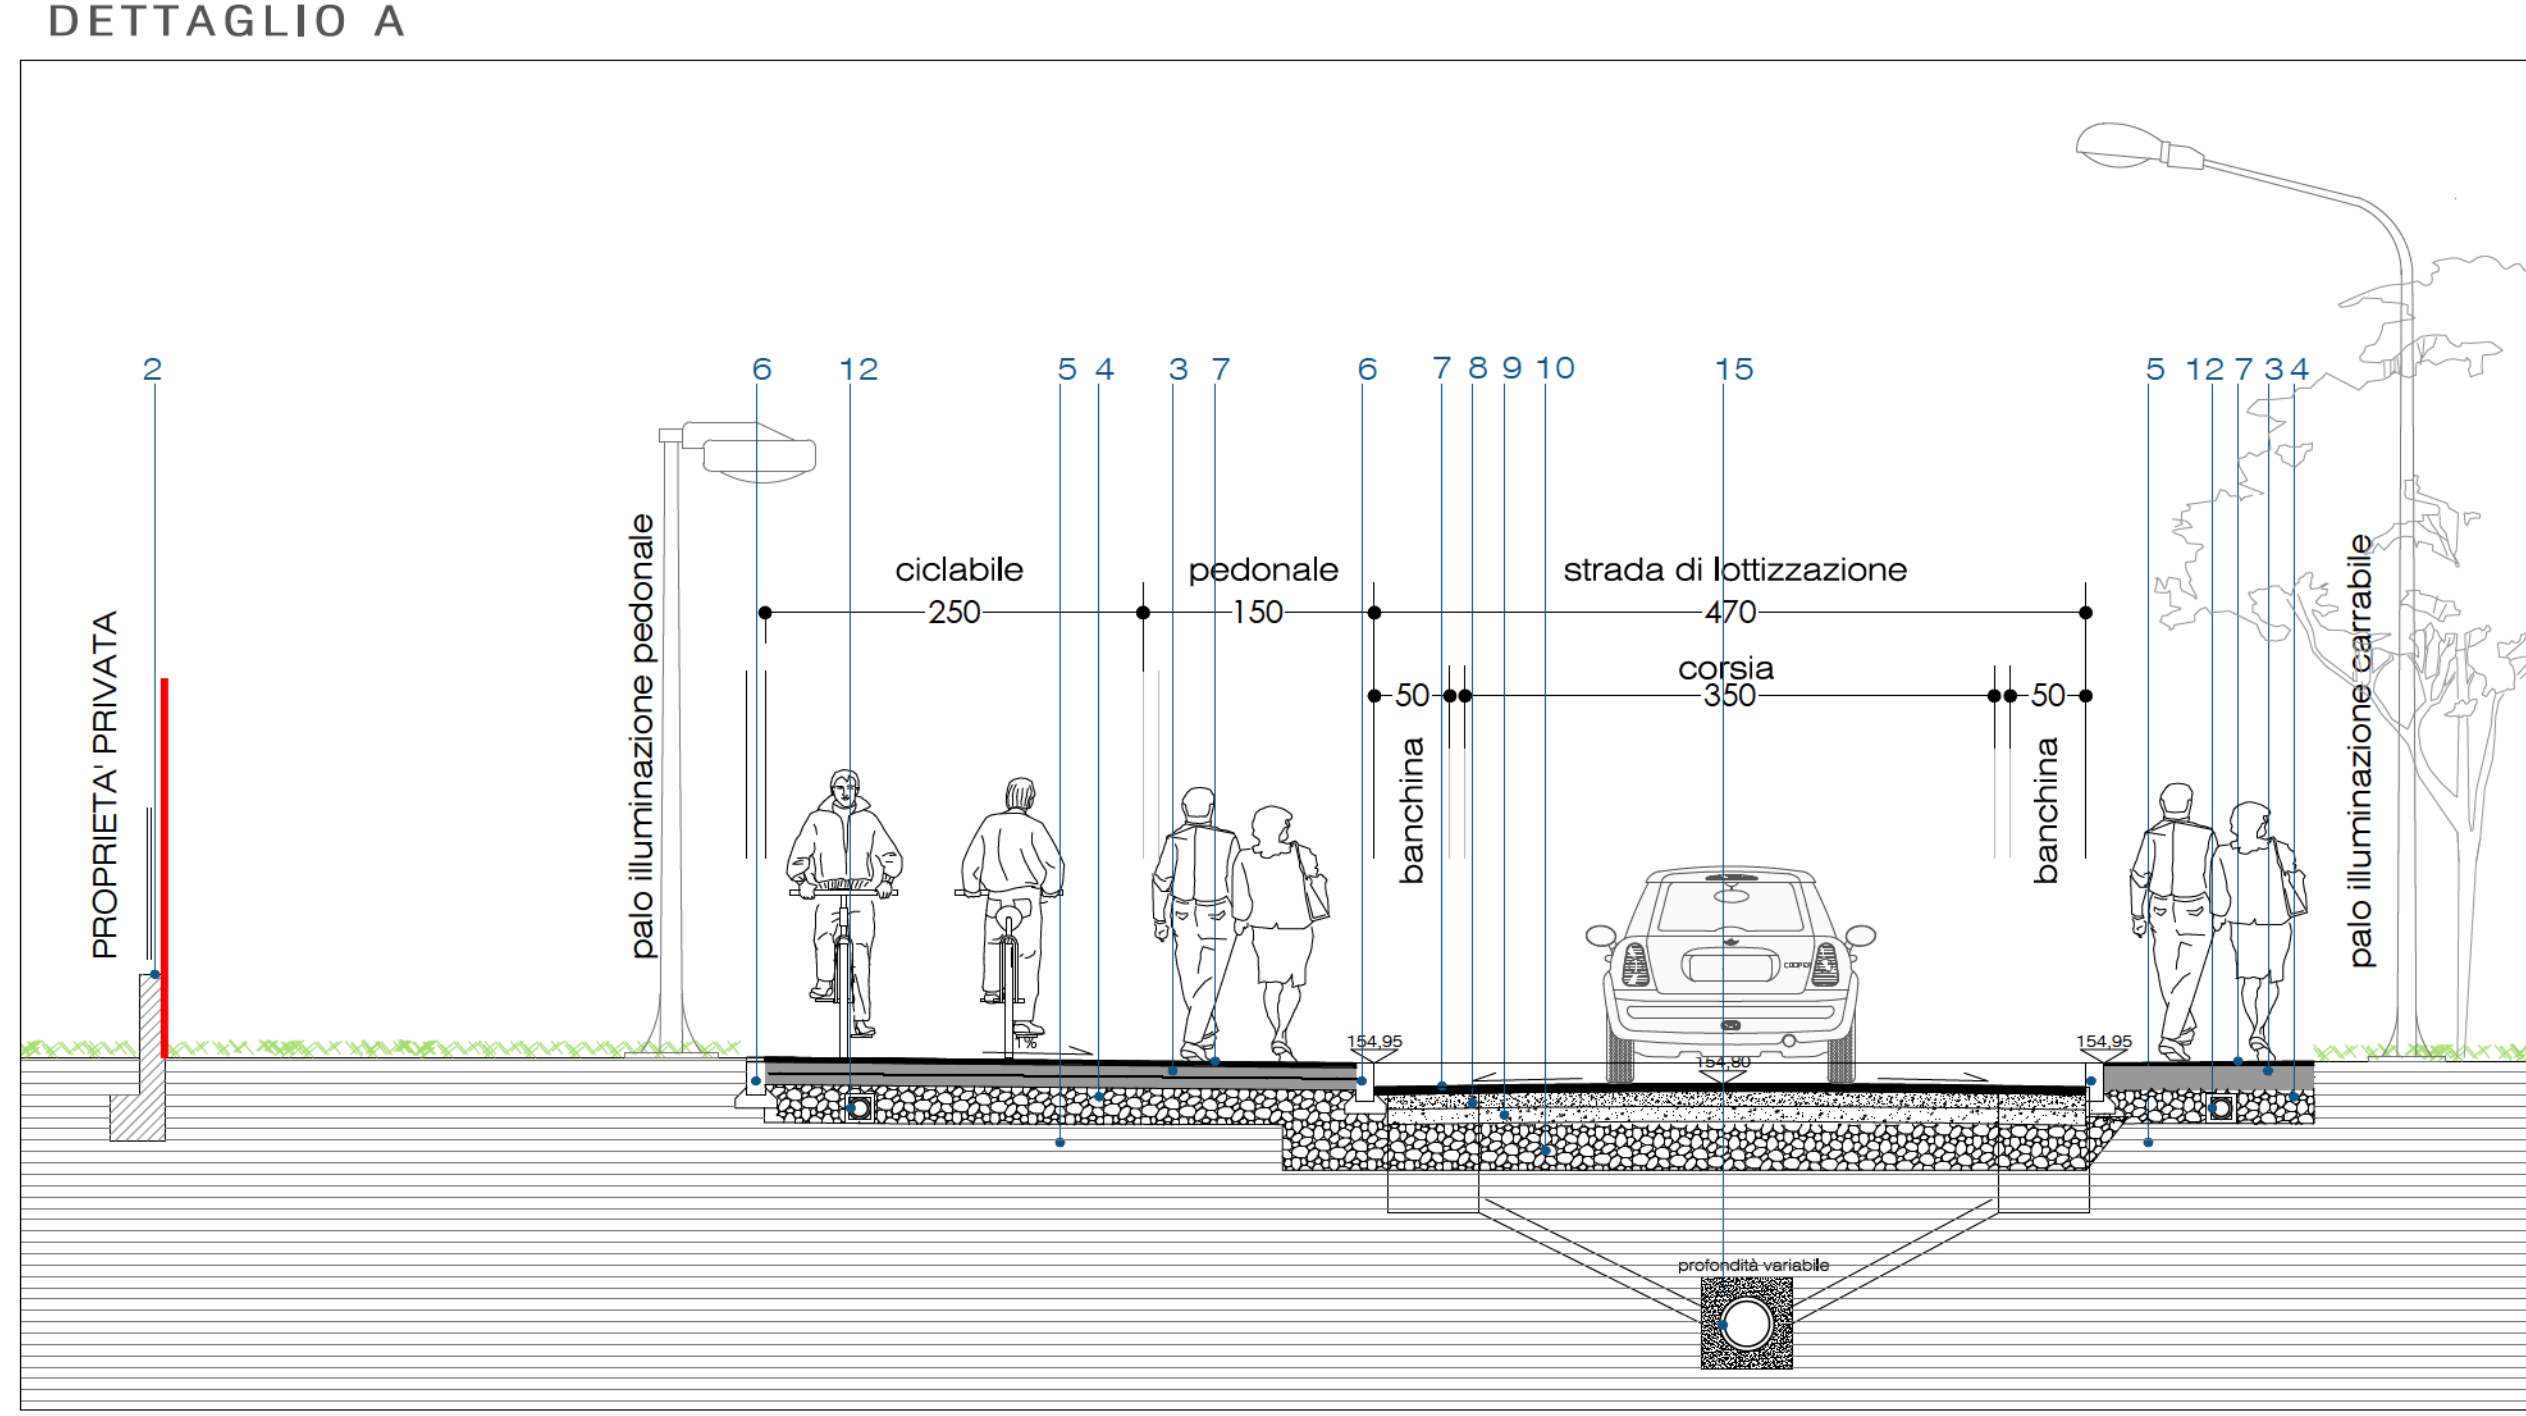 DETTAGLIO A
2 6 12 5 4 3 7 6 7 8 9 10 15 5 12 7 3 4
ciclabile pedonale strada di lottizzazione
250 150 470
corsia
50 350 50
PROPRIETA' PRIVATA
palo illuminazione pedonale
banchina
banchina
palo illuminazione carrabile
COOPER
1%
154,95
154,80
154,95
profondità variabile